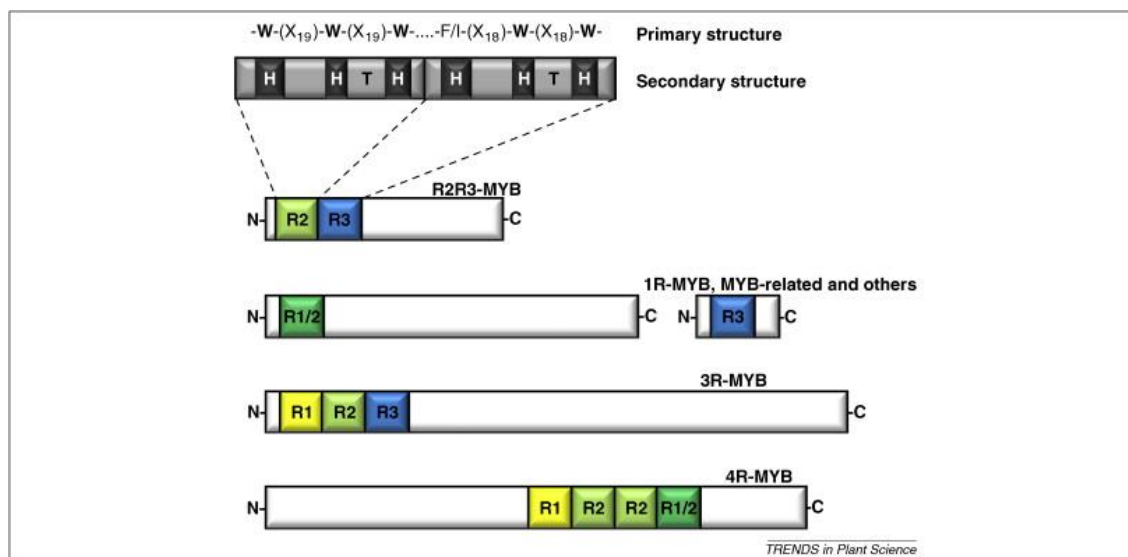 -W-(X19)-W-(X19)-W-....-F/I-(X18)-W-(X18)-W- Primary structure
H H T H H H T H Secondary structure
R2R3-MYB
N- R2 R3 -C
1R-MYB, MYB-related and others
N- R1/2 -C N- R3 -C
3R-MYB
N- R1 R2 R3 -C
4R-MYB
N- R1 R2 R2 R1/2 -C
TRENDS in Plant Science